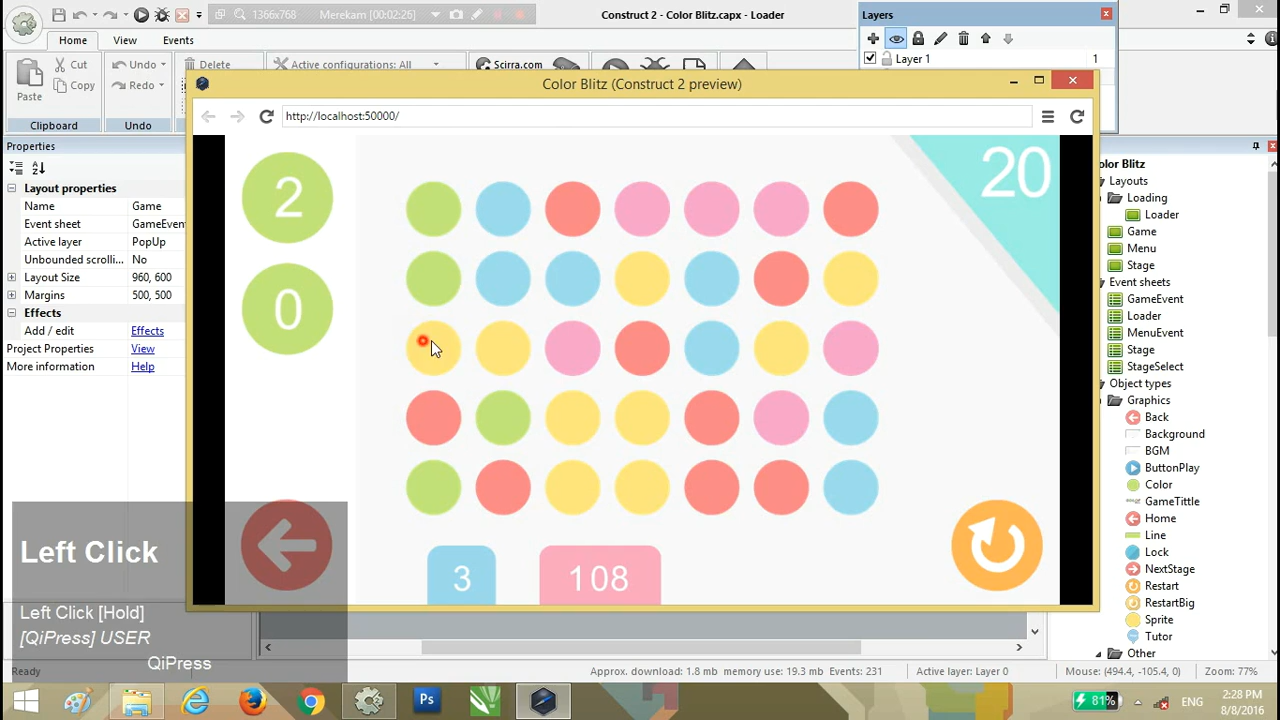 1366x768
Merekam [00:02:25]
Construct 2 - Color Blitz.capx - Loader
Home
View
Events
Paste
Cut
Copy
Clipboard
Undo
Redo
Undo
Delete
Active configurations: All
Scirra.com
Layers
Layer 1
1
Color Blitz (Construct 2 preview)
http://localhost:50000/
Properties
Layout properties
Name
Game
Event sheet
GameEvent
Active layer
PopUp
Unbounded scrolli...
No
Layout Size
960, 600
Margins
500, 500
Effects
Add / edit
Effects
Project Properties
View
More information
Help
2
0
20
3
108
Left Click
Left Click [Hold]
[QiPress] USER
QiPress
olor Blitz
Layouts
Loading
Loader
Game
Menu
Stage
Event sheets
GameEvent
Loader
MenuEvent
Stage
StageSelect
Object types
Graphics
Back
Background
BGM
ButtonPlay
Color
GameTittle
Home
Line
Lock
NextStage
Restart
RestartBig
Sprite
Tutor
Other
Ready
Approx. download: 1.8 mb
memory use: 19.3 mb
Events: 231
Active layer: Layer 0
Mouse: (494.4, -105.4, 0)
Zoom: 77%
Ps
81%
ENG
2:28 PM
8/8/2016